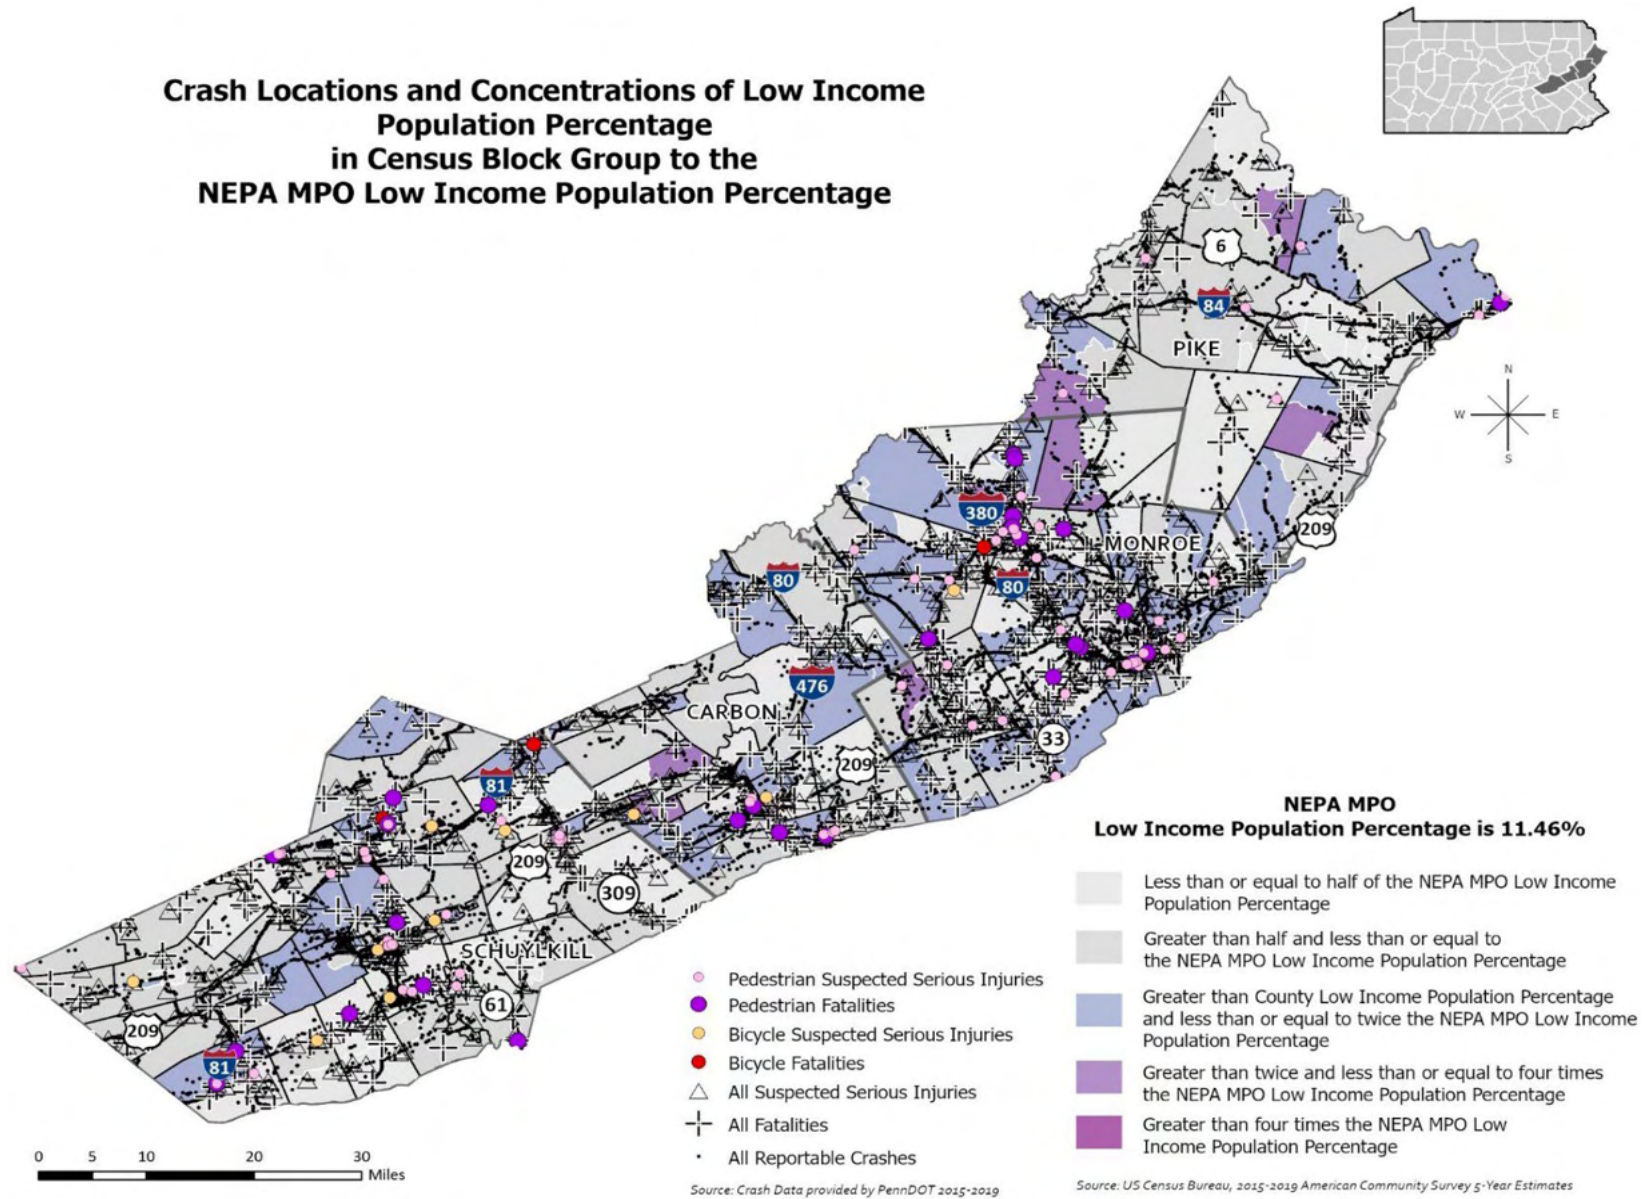 Crash Locations and Concentrations of Low Income
Population Percentage
in Census Block Group to the
NEPA MPO Low Income Population Percentage
6
84
PIKE
N
W
E
S
380
209
MONROE
80
80
476
CARBON
33
209
81
209
309
SCHUYLKILL
61
209
81
NEPA MPO
Low Income Population Percentage is 11.46%
Less than or equal to half of the NEPA MPO Low Income
Population Percentage
Greater than half and less than or equal to
the NEPA MPO Low Income Population Percentage
Greater than County Low Income Population Percentage
and less than or equal to twice the NEPA MPO Low Income
Population Percentage
Greater than twice and less than or equal to four times
the NEPA MPO Low Income Population Percentage
Greater than four times the NEPA MPO Low
Income Population Percentage
Source: US Census Bureau, 2015-2019 American Community Survey 5-Year Estimates
Pedestrian Suspected Serious Injuries
Pedestrian Fatalities
Bicycle Suspected Serious Injuries
Bicycle Fatalities
All Suspected Serious Injuries
All Fatalities
All Reportable Crashes
Source: Crash Data provided by PennDOT 2015-2019
0 5 10 20 30
Miles